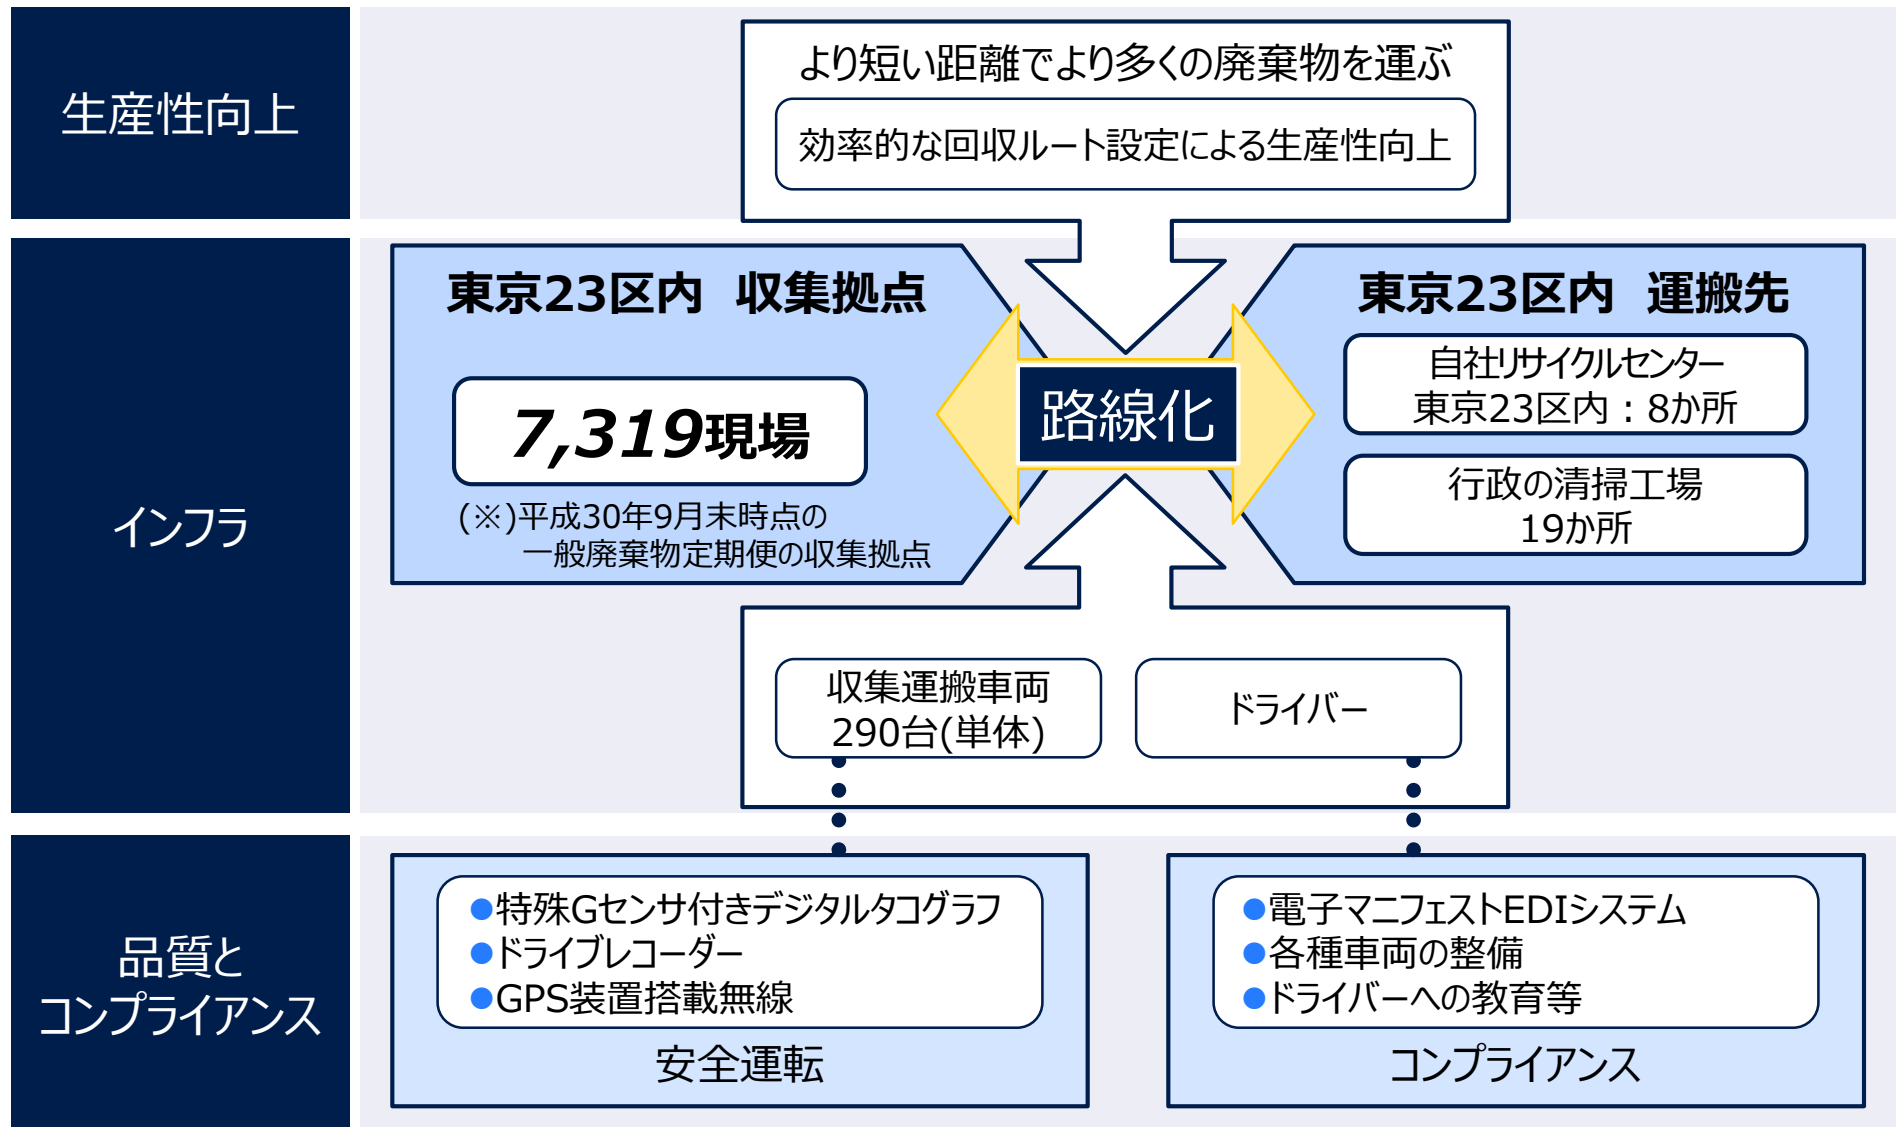 生産性向上
より短い距離でより多くの廃棄物を運ぶ
効率的な回収ルート設定による生産性向上
インフラ
東京23区内　収集拠点
7,319現場
(※)平成30年9月末時点の
一般廃棄物定期便の収集拠点
路線化
東京23区内　運搬先
自社リサイクルセンター
東京23区内：8か所
行政の清掃工場
19か所
収集運搬車両
290台(単体)
ドライバー
品質と
コンプライアンス
●特殊Gセンサ付きデジタルタコグラフ
●ドライブレコーダー
●GPS装置搭載無線
安全運転
●電子マニフェストEDIシステム
●各種車両の整備
●ドライバーへの教育等
コンプライアンス